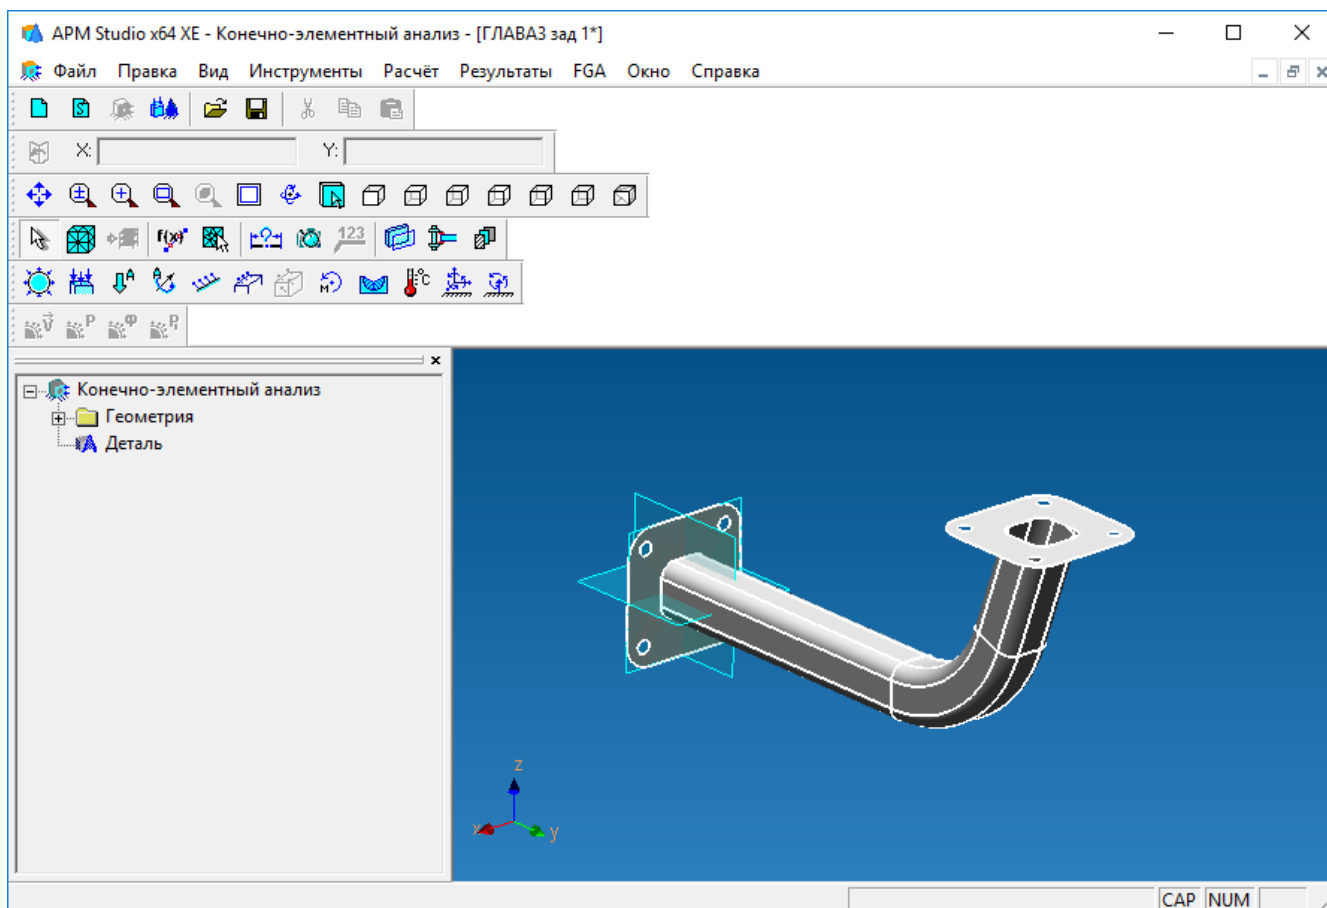 APM Studio x64 XE - Конечно-элементный анализ - [ГЛАВА3 зад 1*]
Файл Правка Вид Инструменты Расчёт Результаты FGA Окно Справка
X: Y:
f(x) 123
A M °C
V P φ P
Конечно-элементный анализ
Геометрия
Деталь
z
x y
CAP NUM